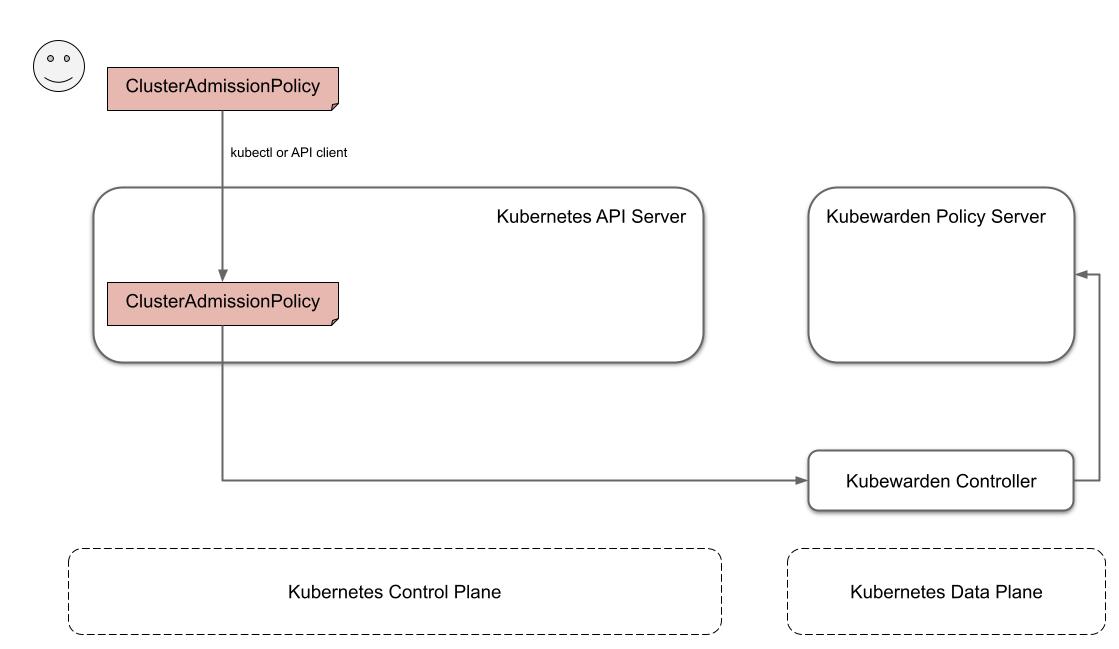 ClusterAdmissionPolicy
kubectl or API client
Kubernetes API Server
Kubewarden Policy Server
ClusterAdmissionPolicy
Kubewarden Controller
Kubernetes Control Plane
Kubernetes Data Plane